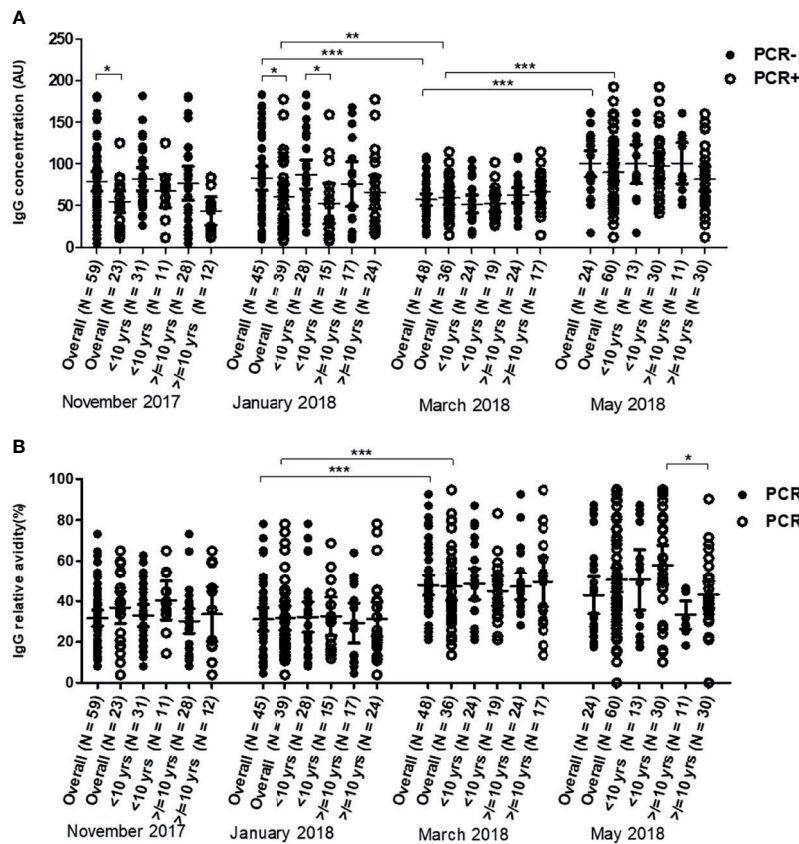 A
IgG concentration (AU)
250
200
150
100
50
0
*
**
***
*
*
***
***
PCR-
PCR+
Overall (N = 59)
Overall (N = 23)
<10 yrs (N = 31)
<10 yrs (N = 11)
>/=10 yrs (N = 28)
>/=10 yrs (N = 12)
Overall (N = 45)
Overall (N = 39)
<10 yrs (N = 28)
<10 yrs (N = 15)
>/=10 yrs (N = 17)
>/=10 yrs (N = 24)
Overall (N = 48)
Overall (N = 36)
<10 yrs (N = 24)
<10 yrs (N = 19)
>/=10 yrs (N = 24)
>/=10 yrs (N = 17)
Overall (N = 24)
Overall (N = 60)
<10 yrs (N = 13)
<10 yrs (N = 30)
>/=10 yrs (N = 11)
>/=10 yrs (N = 30)
November 2017
January 2018
March 2018
May 2018
B
IgG relative avidity(%)
100
80
60
40
20
0
***
***
*
PCR
PCR
Overall (N = 59)
Overall (N = 23)
<10 yrs (N = 31)
<10 yrs (N = 11)
>/=10 yrs (N = 28)
>/=10 yrs (N = 12)
Overall (N = 45)
Overall (N = 39)
<10 yrs (N = 28)
<10 yrs (N = 15)
>/=10 yrs (N = 17)
>/=10 yrs (N = 24)
Overall (N = 48)
Overall (N = 36)
<10 yrs (N = 24)
<10 yrs (N = 19)
>/=10 yrs (N = 24)
>/=10 yrs (N = 17)
Overall (N = 24)
Overall (N = 60)
<10 yrs (N = 13)
<10 yrs (N = 30)
>/=10 yrs (N = 11)
>/=10 yrs (N = 30)
November 2017
January 2018
March 2018
May 2018